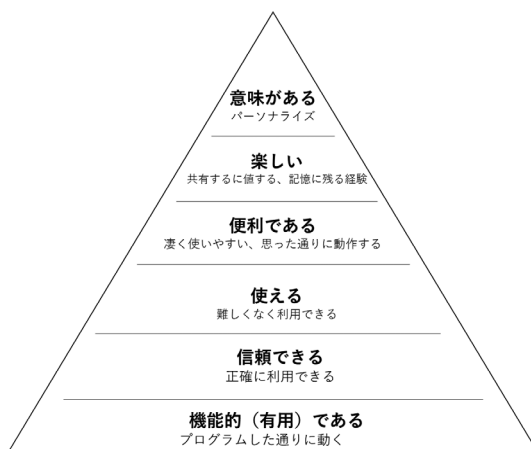 意味がある
パーソナライズ
楽しい
共有するに値する、記憶に残る経験
便利である
凄く使いやすい、思った通りに動作する
使える
難しくなく利用できる
信頼できる
正確に利用できる
機能的（有用）である
プログラムした通りに動く